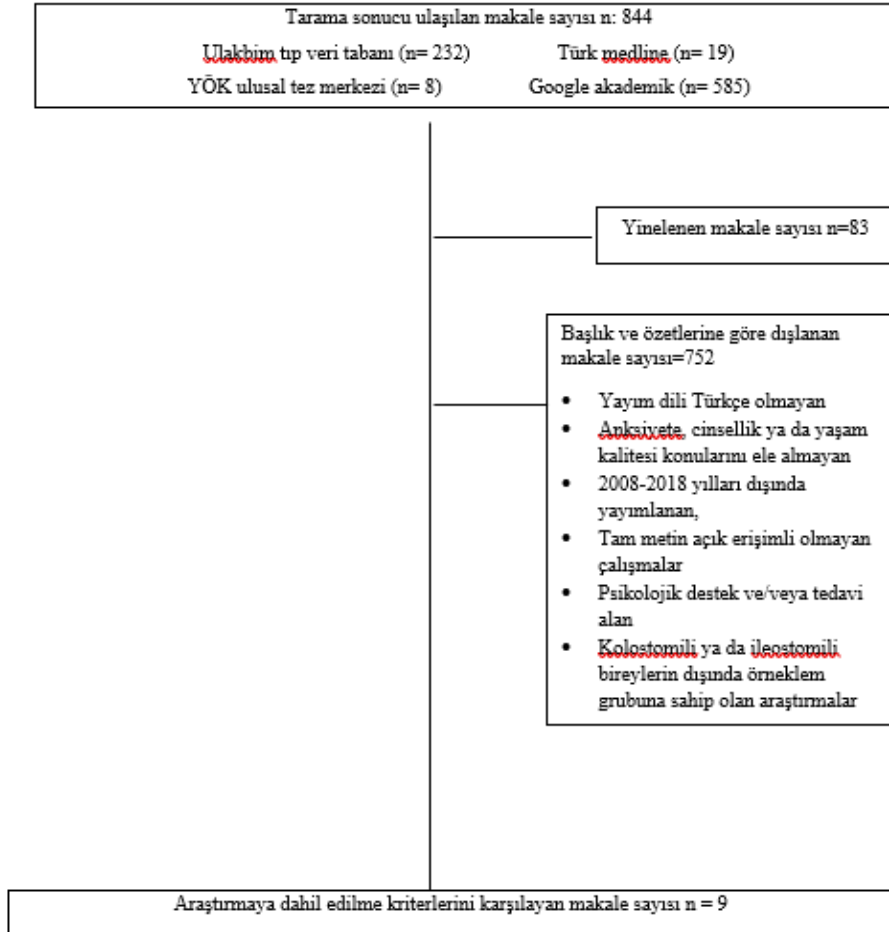 Tarama sonucu ulaşılan makale sayısı n: 844
Ulakbim tıp veri tabanı (n= 232) Türk medline (n= 19)
YÖK ulusal tez merkezi (n= 8) Google akademik (n= 585)
Yinelenen makale sayısı n=83
Başlık ve özetlerine göre dışlanan
makale sayısı=752
• Yayım dili Türkçe olmayan
• Anksiyete, cinsellik ya da yaşam
kalitesi konularını ele almayan
• 2008-2018 yılları dışında
yayımlanan,
• Tam metin açık erişimli olmayan
çalışmalar
• Psikolojik destek ve/veya tedavi
alan
• Kolostomili ya da ileostomili
bireylerin dışında örneklem
grubuna sahip olan araştırmalar
Araştırmaya dahil edilme kriterlerini karşılayan makale sayısı n = 9